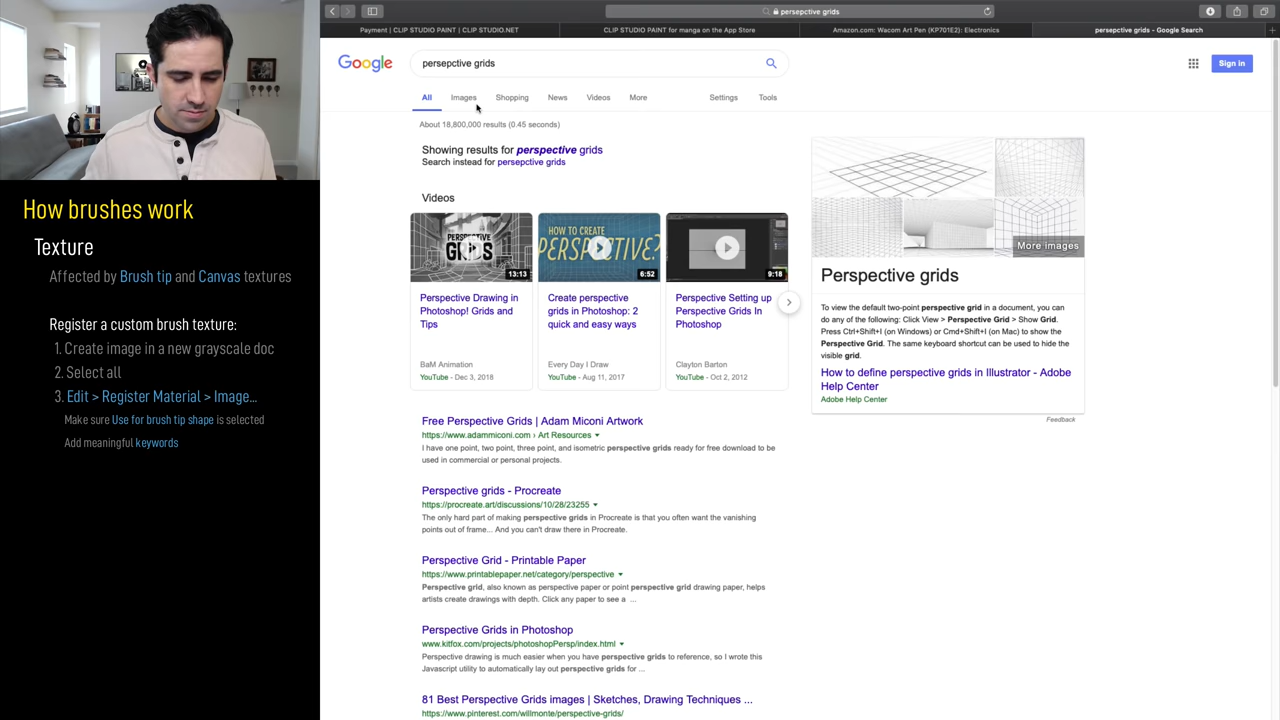 persepctive grids
Payment | CLIP STUDIO PAINT | CLIP STUDIO.NET
CLIP STUDIO PAINT for manga on the App Store
Amazon.com: Wacom Art Pen (KP701E2): Electronics
persepctive grids - Google Search
Google
persepctive grids
Sign in
All
Images
Shopping
News
Videos
More
Settings
Tools
About 18,800,000 results (0.45 seconds)
Showing results for perspective grids
Search instead for persepctive grids
Videos
PERSPECTIVE
GRIDS
13:13
HOW TO CREATE
PERSPECTIVE?
6:52
9:18
Perspective Drawing in
Photoshop! Grids and
Tips
BaM Animation
YouTube - Dec 3, 2018
Create perspective
grids in Photoshop: 2
quick and easy ways
Every Day I Draw
YouTube - Aug 11, 2017
Perspective Setting up
Perspective Grids In
Photoshop
Clayton Barton
YouTube - Oct 2, 2012
Free Perspective Grids | Adam Miconi Artwork
https://www.adammiconi.com › Art Resources
I have one point, two point, three point, and isometric perspective grids ready for free download to be
used in commercial or personal projects.
Perspective grids - Procreate
https://procreate.art/discussions/10/28/23255
The only hard part of making perspective grids in Procreate is that you often want the vanishing
points out of frame... And you can't draw there in Procreate.
Perspective Grid - Printable Paper
https://www.printablepaper.net/category/perspective
Perspective grid, also known as perspective paper or point perspective grid drawing paper, helps
artists create drawings with depth. Click any paper to see a ...
Perspective Grids in Photoshop
www.kitfox.com/projects/photoshopPersp/index.html
Perspective drawing is much easier when you have perspective grids to reference, so I wrote this
Javascript utility to automatically lay out perspective grids for ...
81 Best Perspective Grids images | Sketches, Drawing Techniques ...
https://www.pinterest.com/willmonte/perspective-grids/
More images
Perspective grids
To view the default two-point perspective grid in a document, you can
do any of the following: Click View > Perspective Grid > Show Grid.
Press Ctrl+Shift+I (on Windows) or Cmd+Shift+I (on Mac) to show the
Perspective Grid. The same keyboard shortcut can be used to hide the
visible grid.
How to define perspective grids in Illustrator - Adobe
Help Center
Adobe Help Center
Feedback
How brushes work
Texture
Affected by Brush tip and Canvas textures
Register a custom brush texture:
1. Create image in a new grayscale doc
2. Select all
3. Edit > Register Material > Image...
Make sure Use for brush tip shape is selected
Add meaningful keywords